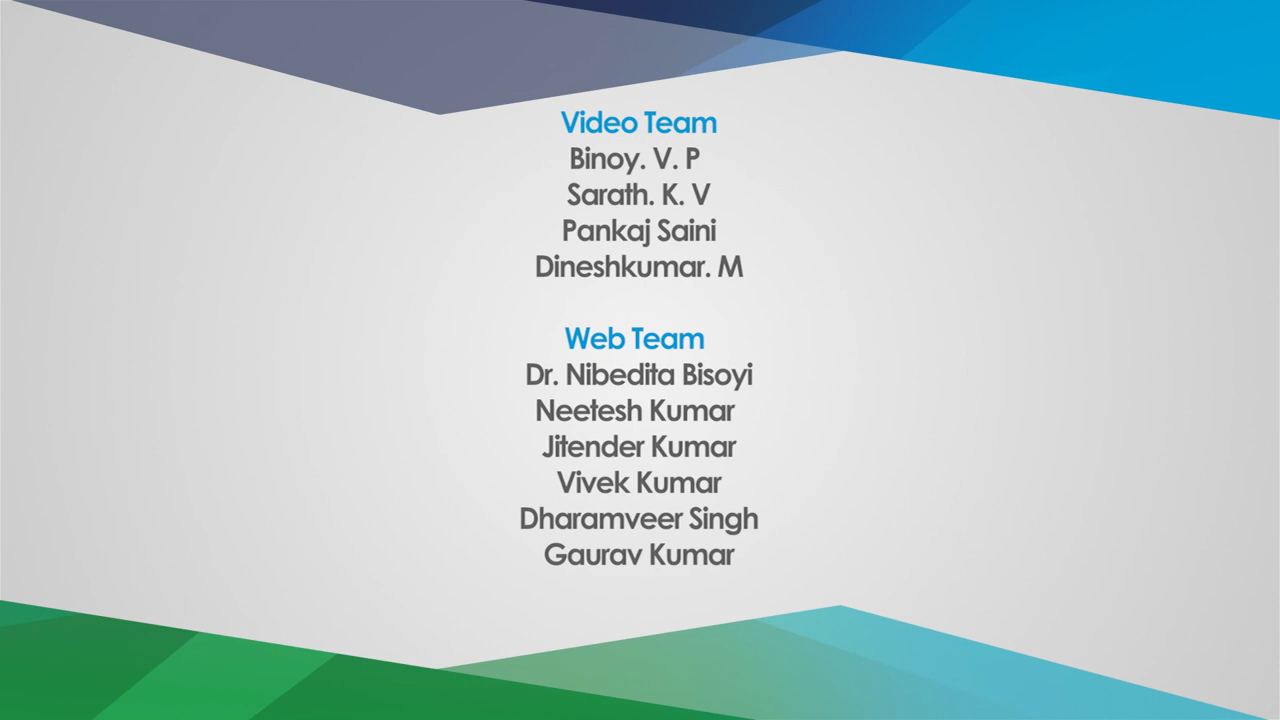 Video Team
Binoy. V. P
Sarath. K. V
Pankaj Saini
Dineshkumar. M
Web Team
Dr. Nibedita Bisoyi
Neetesh Kumar
Jitender Kumar
Vivek Kumar
Dharamveer Singh
Gaurav Kumar